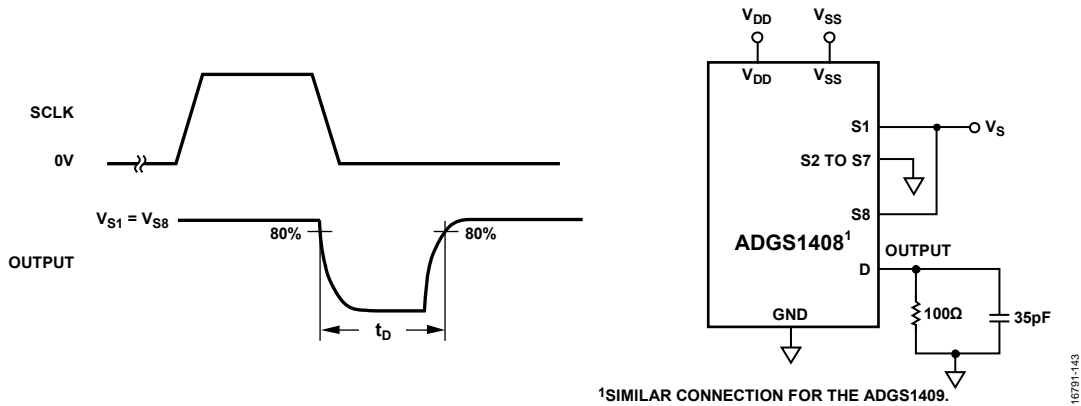 SCLK
0V
V_S1 = V_S8
80%
80%
OUTPUT
t_D
V_DD
V_SS
V_DD
V_SS
S1
V_S
S2 TO S7
S8
ADGS1408¹
OUTPUT
D
100Ω
35pF
GND
¹SIMILAR CONNECTION FOR THE ADGS1409.
16791-143